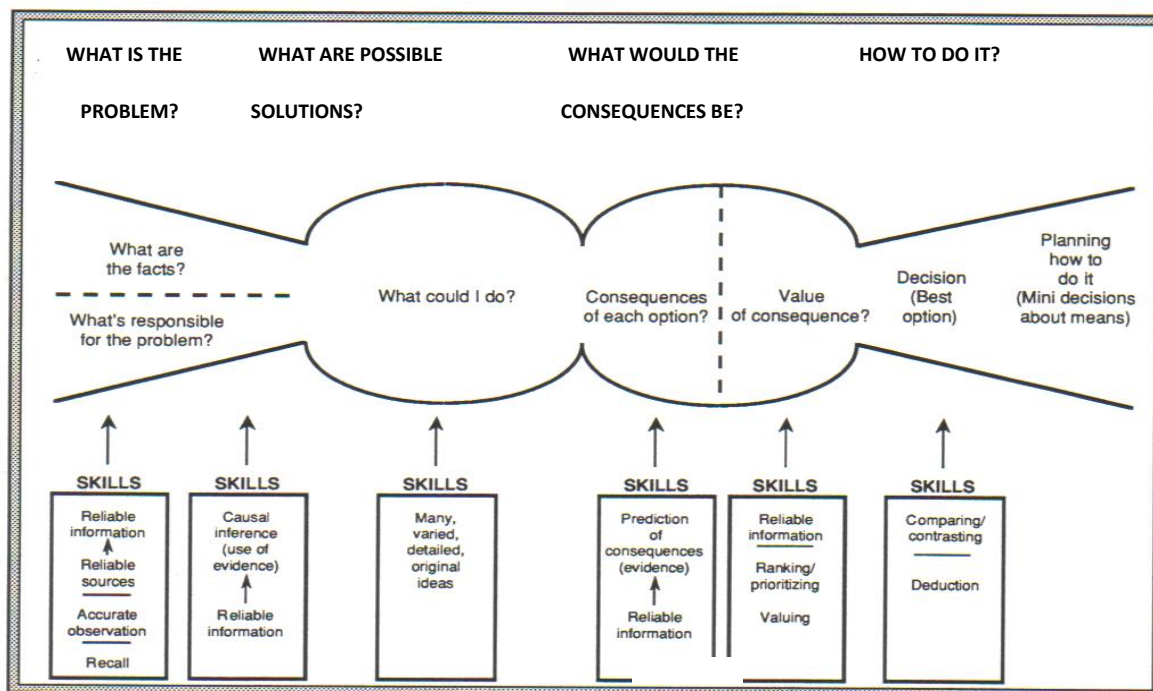 WHAT IS THE
PROBLEM?
WHAT ARE POSSIBLE
SOLUTIONS?
WHAT WOULD THE
CONSEQUENCES BE?
HOW TO DO IT?
What are
the facts?
What's responsible
for the problem?
What could I do?
Consequences
of each option?
Value
of consequence?
Decision
(Best
option)
Planning
how to
do it
(Mini decisions
about means)
SKILLS
Reliable
information
Reliable
sources
Accurate
observation
Recall
SKILLS
Causal
inference
(use of
evidence)
Reliable
information
SKILLS
Many,
varied,
detailed,
original
ideas
SKILLS
Prediction
of
consequences
(evidence)
Reliable
information
SKILLS
Reliable
information
Ranking/
prioritizing
Valuing
SKILLS
Comparing/
contrasting
Deduction